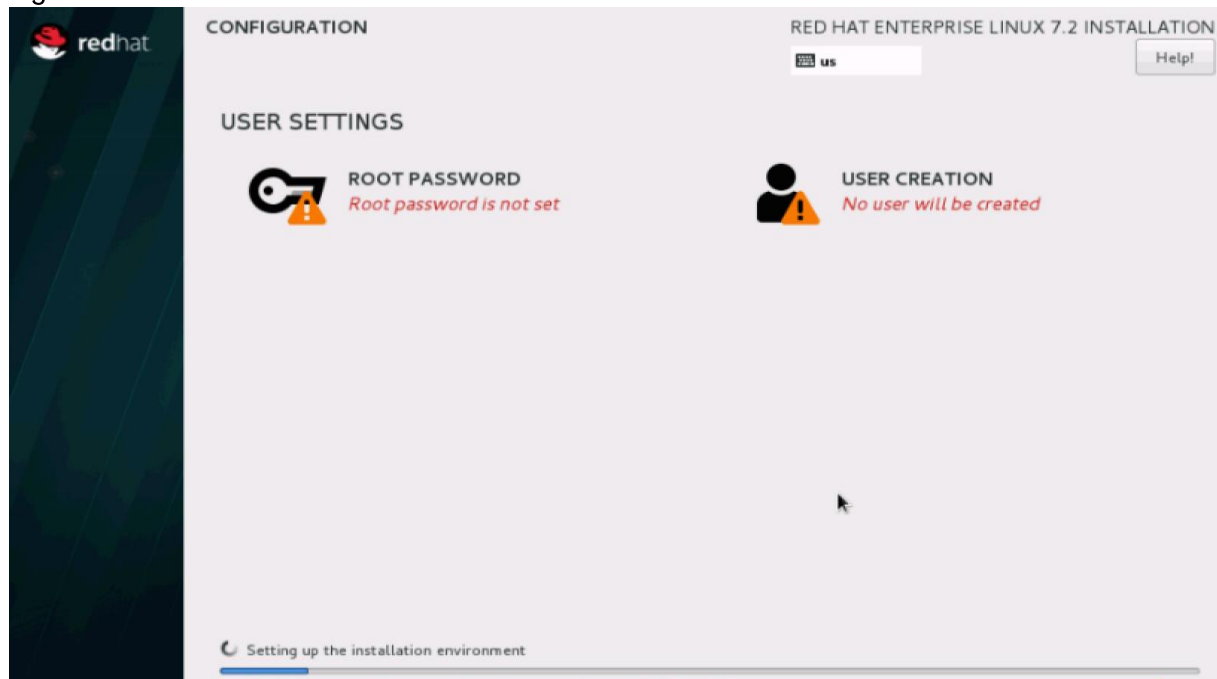 redhat
CONFIGURATION
RED HAT ENTERPRISE LINUX 7.2 INSTALLATION
us
Help!
USER SETTINGS
ROOT PASSWORD
Root password is not set
USER CREATION
No user will be created
Setting up the installation environment